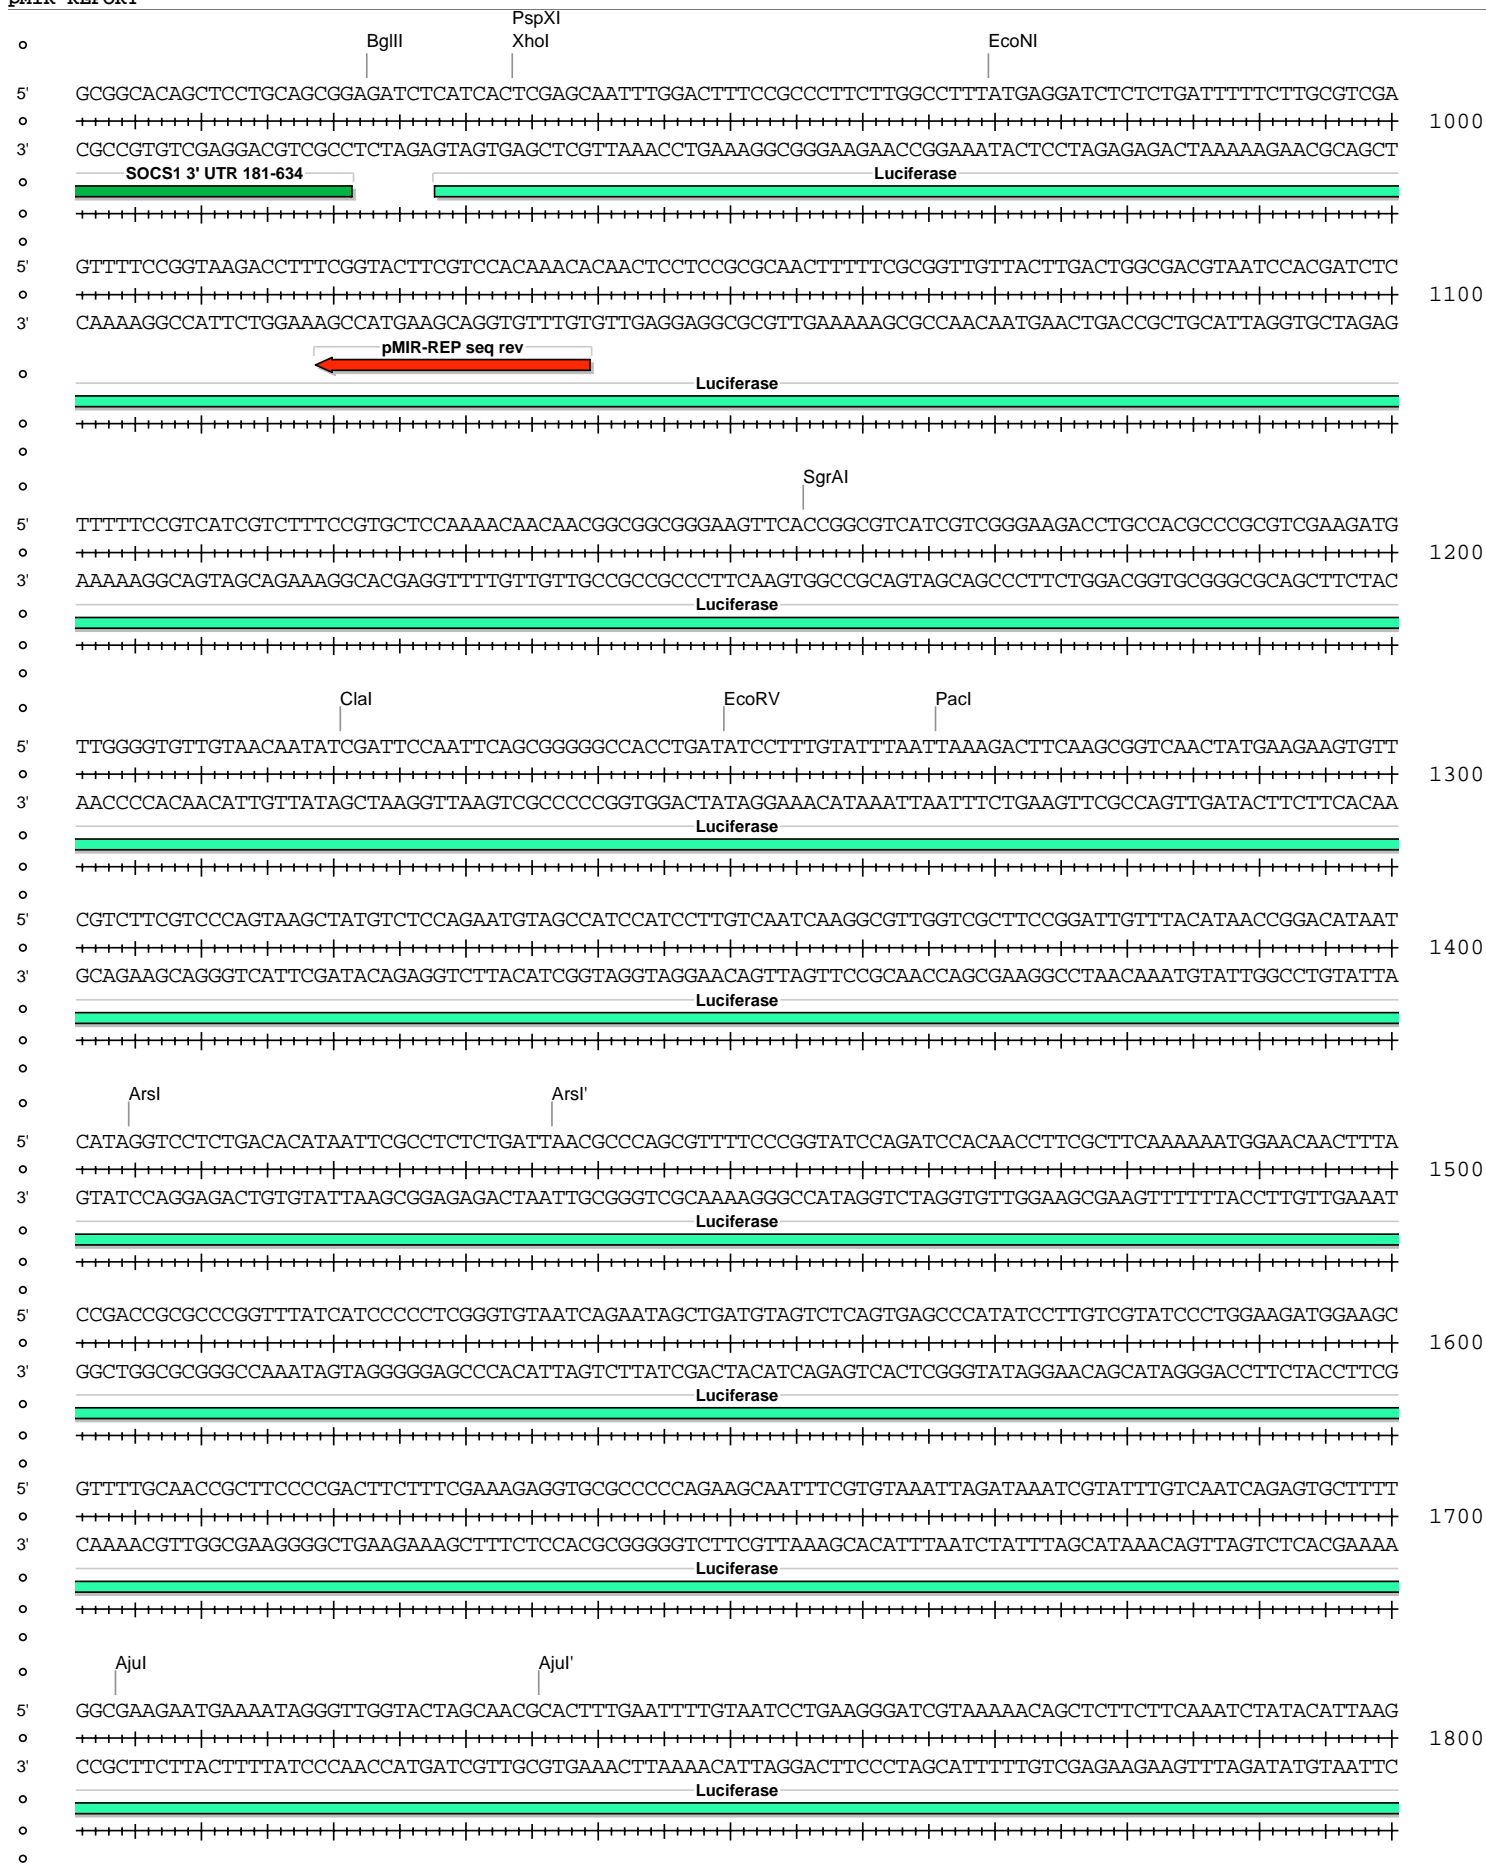 pMIR-REPORT
PspXI
BglII XhoI EcoNI
5' GCGGCACAGCTCCTGCAGCGGAGATCTCATCACTCGAGCAATTTGGACTTTCCGCCCTTCTTGGCCTTTATGAGGATCTCTCTGATTTTTCTTGCGTCGA
1000
3' CGCCGTGTCGAGGACGTCGCCTCTAGAGTAGTGAGCTCGTTAAACCTGAAAGGCGGGAAGAACCGGAAATACTCCTAGAGAGACTAAAAAGAACGCAGCT
SOCS1 3' UTR 181-634 Luciferase
5' GTTTTCCGGTAAGACCTTTCGGTACTTCGTCCACAAACACAACTCCTCCGCGCAACTTTTTCGCGGTTGTTACTTGACTGGCGACGTAATCCACGATCTC
1100
3' CAAAAGGCCATTCTGGAAAGCCATGAAGCAGGTGTTTGTGTTGAGGAGGCGCGTTGAAAAAGCGCCAACAATGAACTGACCGCTGCATTAGGTGCTAGAG
pMIR-REP seq rev
Luciferase
SgrAI
5' TTTTTCCGTCATCGTCTTTCCGTGCTCCAAAACAACAACGGCGGCGGGAAGTTCACCGGCGTCATCGTCGGGAAGACCTGCCACGCCCGCGTCGAAGATG
1200
3' AAAAAGGCAGTAGCAGAAAGGCACGAGGTTTTGTTGTTGCCGCCGCCCTTCAAGTGGCCGCAGTAGCAGCCCTTCTGGACGGTGCGGGCGCAGCTTCTAC
Luciferase
ClaI EcoRV PacI
5' TTGGGGTGTTGTAACAATATCGATTCCAATTCAGCGGGGGCCACCTGATATCCTTTGTATTTAATTAAAGACTTCAAGCGGTCAACTATGAAGAAGTGTT
1300
3' AACCCCACAACATTGTTATAGCTAAGGTTAAGTCGCCCCCGGTGGACTATAGGAAACATAAATTAATTTCTGAAGTTCGCCAGTTGATACTTCTTCACAA
Luciferase
5' CGTCTTCGTCCCAGTAAGCTATGTCTCCAGAATGTAGCCATCCATCCTTGTCAATCAAGGCGTTGGTCGCTTCCGGATTGTTTACATAACCGGACATAAT
1400
3' GCAGAAGCAGGGTCATTCGATACAGAGGTCTTACATCGGTAGGTAGGAACAGTTAGTTCCGCAACCAGCGAAGGCCTAACAAATGTATTGGCCTGTATTA
Luciferase
ArsI ArsI'
5' CATAGGTCCTCTGACACATAATTCGCCTCTCTGATTAACGCCCAGCGTTTTCCCGGTATCCAGATCCACAACCTTCGCTTCAAAAAATGGAACAACTTTA
1500
3' GTATCCAGGAGACTGTGTATTAAGCGGAGAGACTAATTGCGGGTCGCAAAAGGGCCATAGGTCTAGGTGTTGGAAGCGAAGTTTTTTACCTTGTTGAAAT
Luciferase
5' CCGACCGCGCCCGGTTTATCATCCCCCTCGGGTGTAATCAGAATAGCTGATGTAGTCTCAGTGAGCCCATATCCTTGTCGTATCCCTGGAAGATGGAAGC
1600
3' GGCTGGCGCGGGCCAAATAGTAGGGGGAGCCCACATTAGTCTTATCGACTACATCAGAGTCACTCGGGTATAGGAACAGCATAGGGACCTTCTACCTTCG
Luciferase
5' GTTTTGCAACCGCTTCCCCGACTTCTTTCGAAAGAGGTGCGCCCCCAGAAGCAATTTCGTGTAAATTAGATAAATCGTATTTGTCAATCAGAGTGCTTTT
1700
3' CAAAACGTTGGCGAAGGGGCTGAAGAAAGCTTTCTCCACGCGGGGGTCTTCGTTAAAGCACATTTAATCTATTTAGCATAAACAGTTAGTCTCACGAAAA
Luciferase
AjuI AjuI'
5' GGCGAAGAATGAAAATAGGGTTGGTACTAGCAACGCACTTTGAATTTTGTAATCCTGAAGGGATCGTAAAAACAGCTCTTCTTCAAATCTATACATTAAG
1800
3' CCGCTTCTTACTTTTATCCCAACCATGATCGTTGCGTGAAACTTAAAACATTAGGACTTCCCTAGCATTTTTGTCGAGAAGAAGTTTAGATATGTAATTC
Luciferase